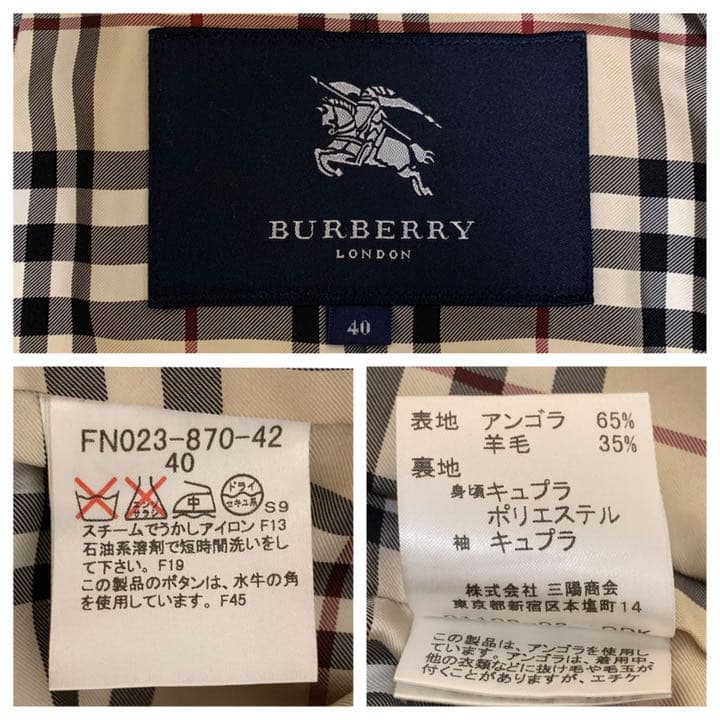 BURBERRY
LONDON
40
FN023-870-42
40
中
ドライ
セキユ系
S9
スチームでうかしアイロン F13
石油系溶剤で短時間洗いをし
て下さい。F19
この製品のボタンは、水牛の角
を使用しています。F45
表地 アンゴラ 65%
羊毛 35%
裏地
身頃 キュプラ
ポリエステル
袖 キュプラ
株式会社 三陽商会
東京都新宿区本塩町14
この製品は、アンゴラを使用し
ています。アンゴラは、着用中、
他の衣類などに抜け毛や毛玉が
付くことがありますが、エチケ